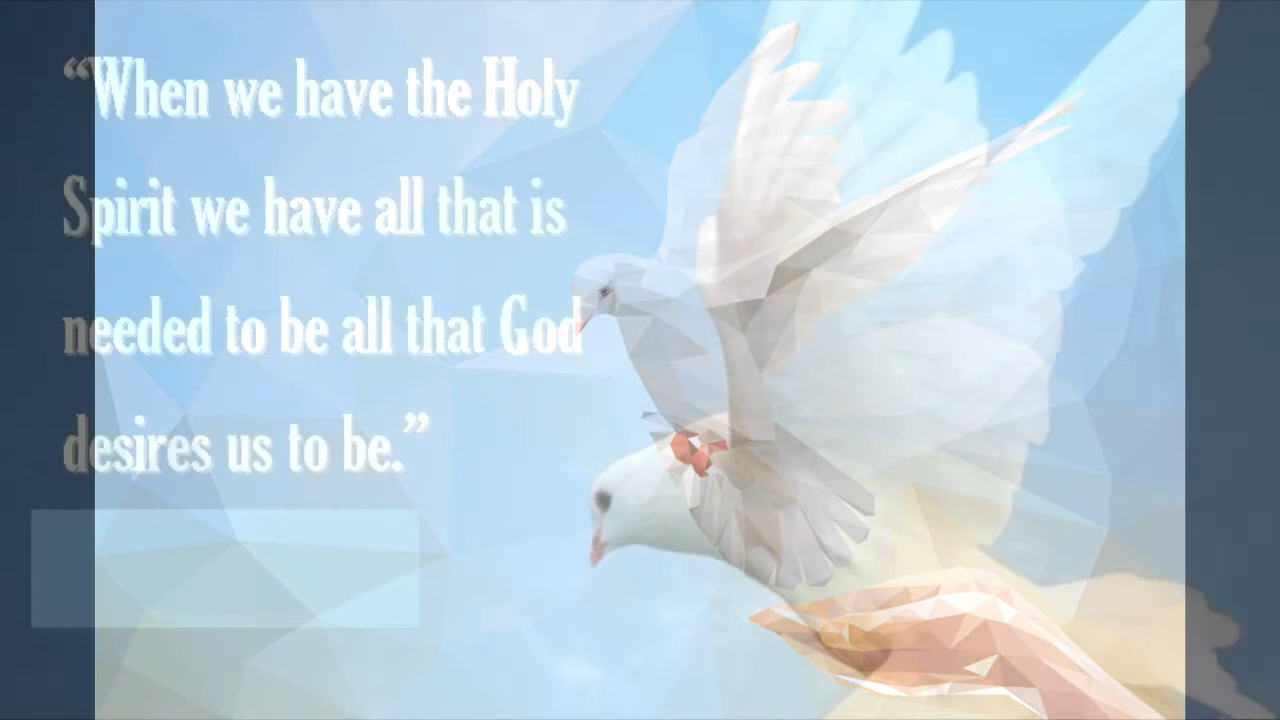 “When we have the Holy
Spirit we have all that is
needed to be all that God
desires us to be.”